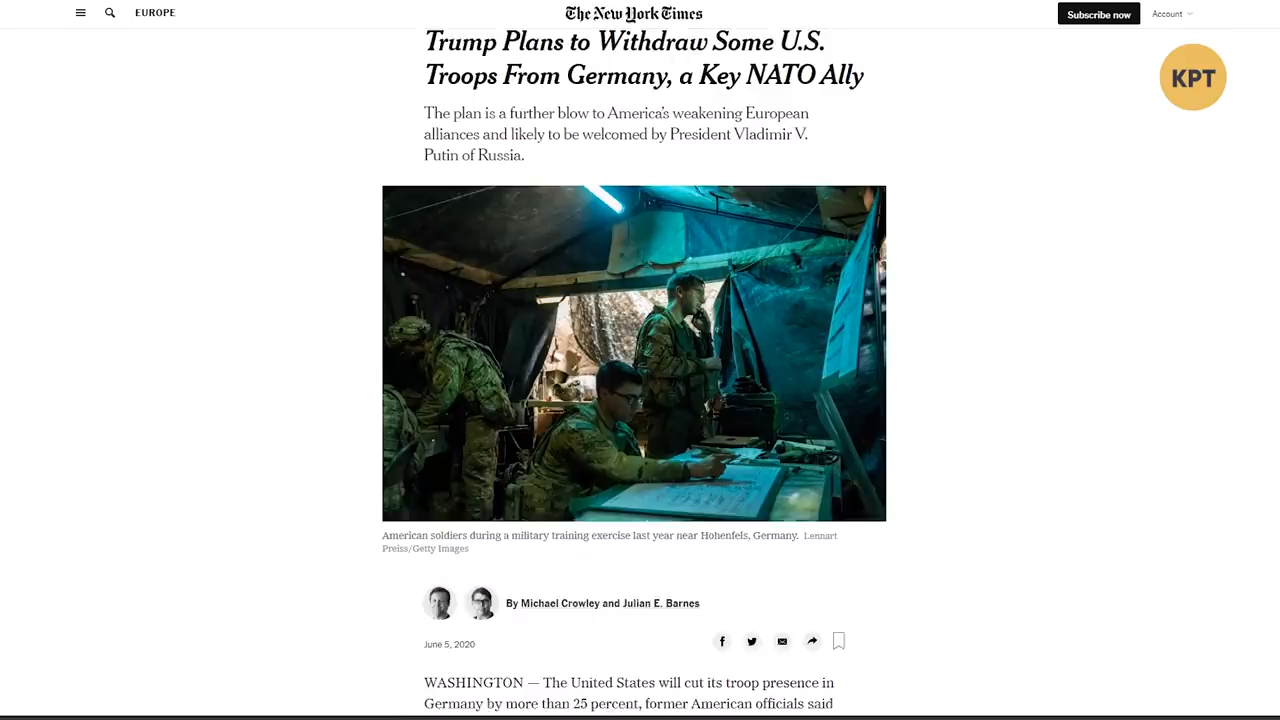 EUROPE
The New York Times
Subscribe now
Account
Trump Plans to Withdraw Some U.S.
Troops From Germany, a Key NATO Ally
KPT
The plan is a further blow to America's weakening European
alliances and likely to be welcomed by President Vladimir V.
Putin of Russia.
American soldiers during a military training exercise last year near Hohenfels, Germany. Lennart
Preiss/Getty Images
By Michael Crowley and Julian E. Barnes
June 5, 2020
WASHINGTON — The United States will cut its troop presence in
Germany by more than 25 percent, former American officials said